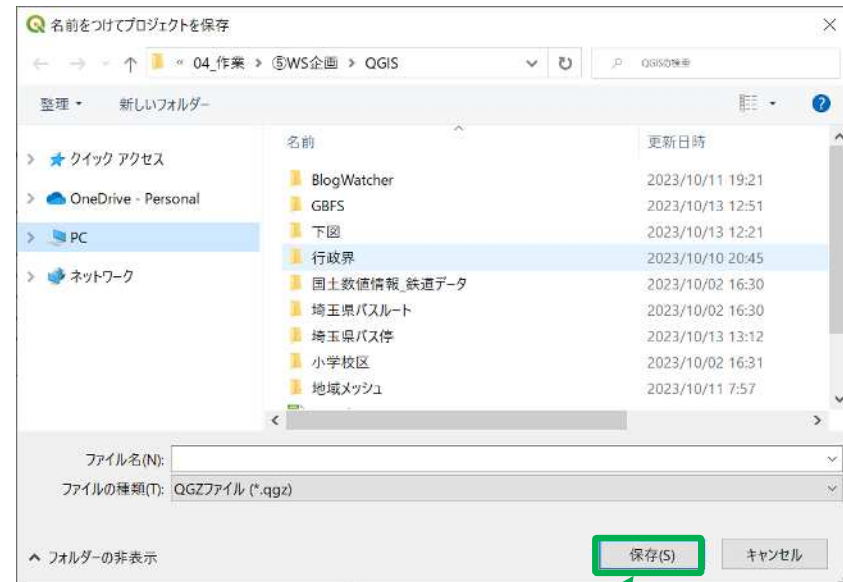 名前をつけてプロジェクトを保存
« 04_作業 › ⑤WS企画 › QGIS
QGISの検索
整理
新しいフォルダー
名前
更新日時
クイック アクセス
OneDrive - Personal
PC
ネットワーク
BlogWatcher 2023/10/11 19:21
GBFS 2023/10/13 12:51
下図 2023/10/13 12:21
行政界 2023/10/10 20:45
国土数値情報_鉄道データ 2023/10/02 16:30
埼玉県バスルート 2023/10/02 16:30
埼玉県バス停 2023/10/13 13:12
小学校区 2023/10/02 16:31
地域メッシュ 2023/10/11 7:57
ファイル名(N):
ファイルの種類(T): QGZファイル (*.qgz)
フォルダーの非表示
保存(S)
キャンセル